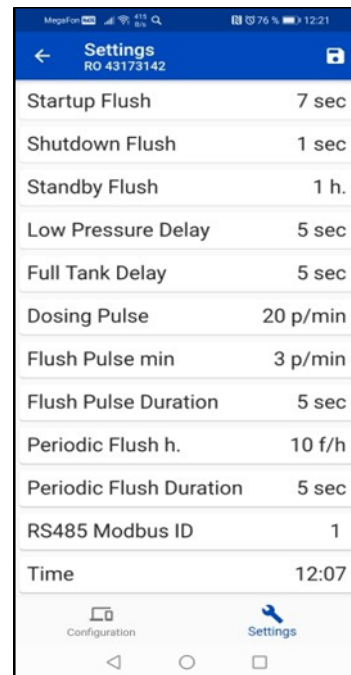 MegaFon 415 B/s 76 % 12:21
Settings
RO 43173142
Startup Flush 7 sec
Shutdown Flush 1 sec
Standby Flush 1 h.
Low Pressure Delay 5 sec
Full Tank Delay 5 sec
Dosing Pulse 20 p/min
Flush Pulse min 3 p/min
Flush Pulse Duration 5 sec
Periodic Flush h. 10 f/h
Periodic Flush Duration 5 sec
RS485 Modbus ID 1
Time 12:07
Configuration Settings